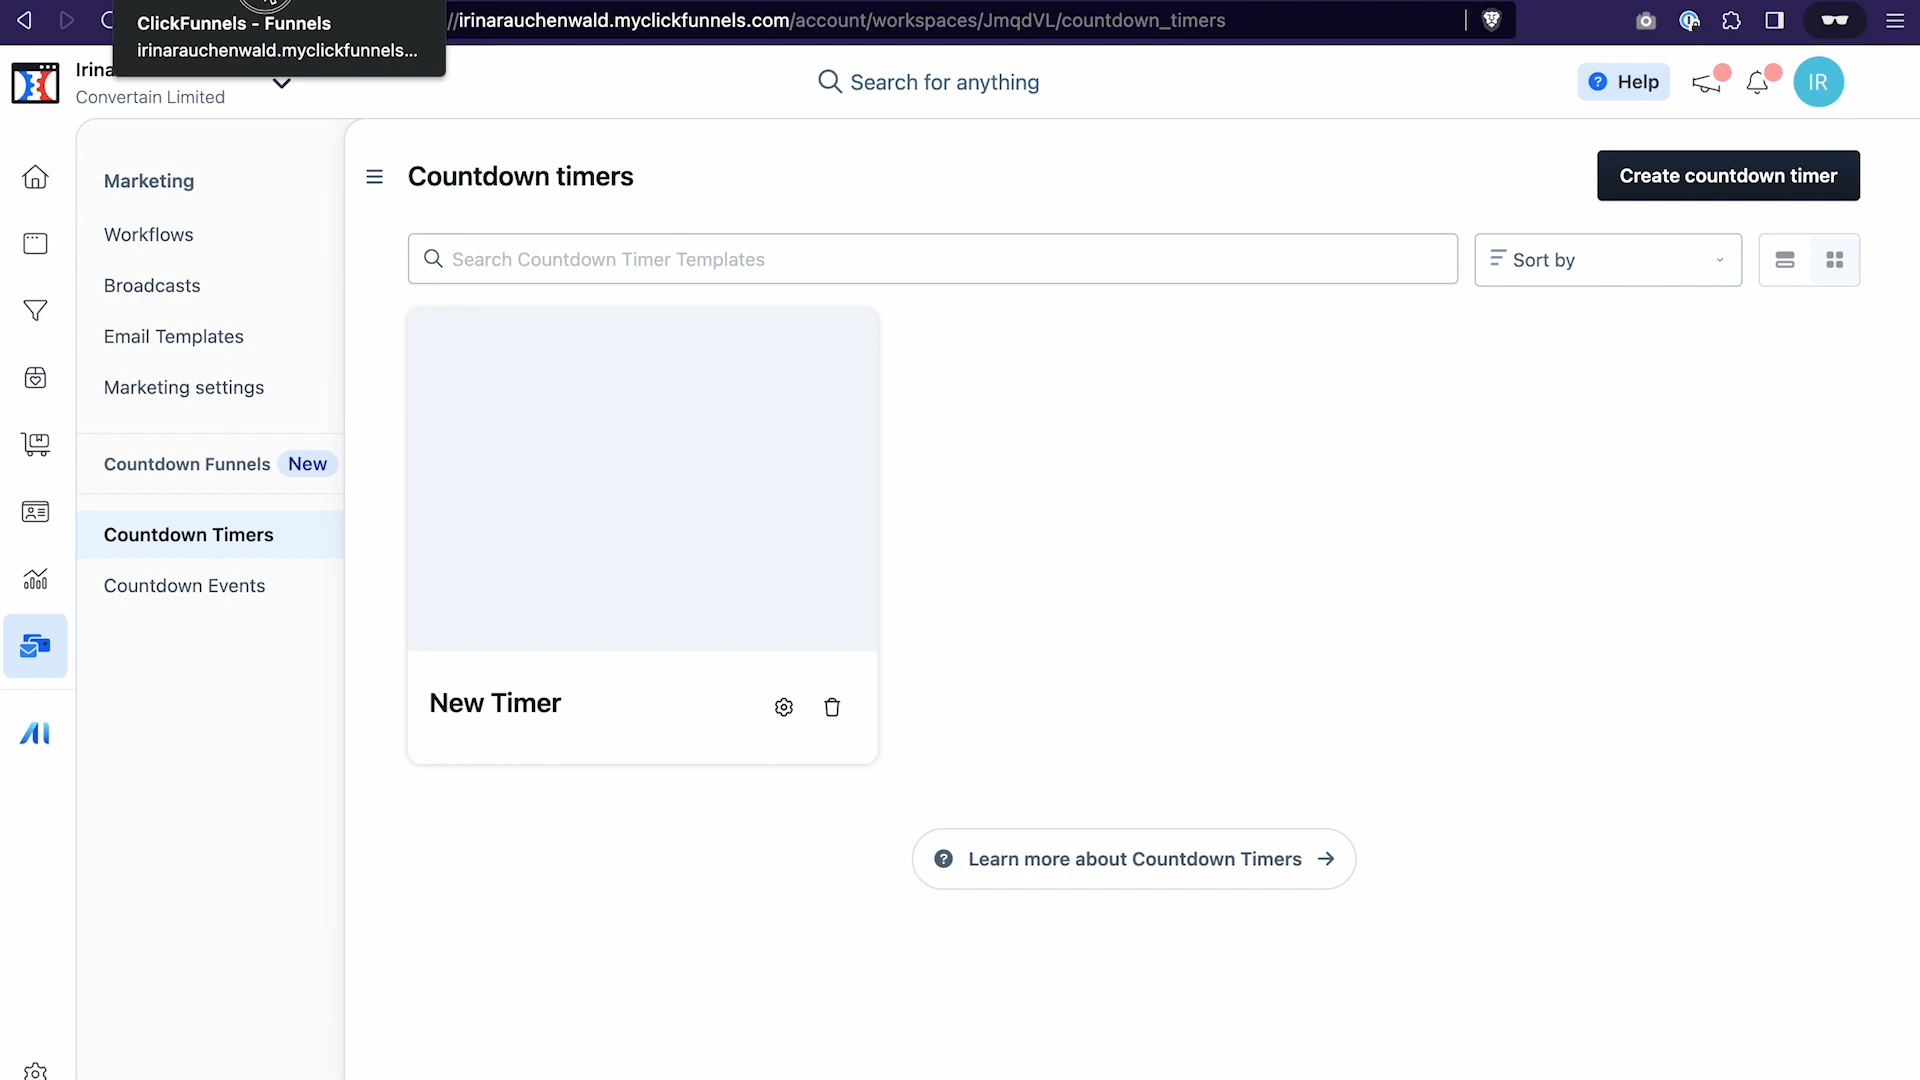 ClickFunnels - Funnels
irinarauchenwald.myclickfunnels...
//irinarauchenwald.myclickfunnels.com/account/workspaces/JmqdVL/countdown_timers
Irina
Convertain Limited
Search for anything
? Help
IR
Marketing
Workflows
Broadcasts
Email Templates
Marketing settings
Countdown Funnels New
Countdown Timers
Countdown Events
AI
Countdown timers
Create countdown timer
Search Countdown Timer Templates
Sort by
New Timer
? Learn more about Countdown Timers →